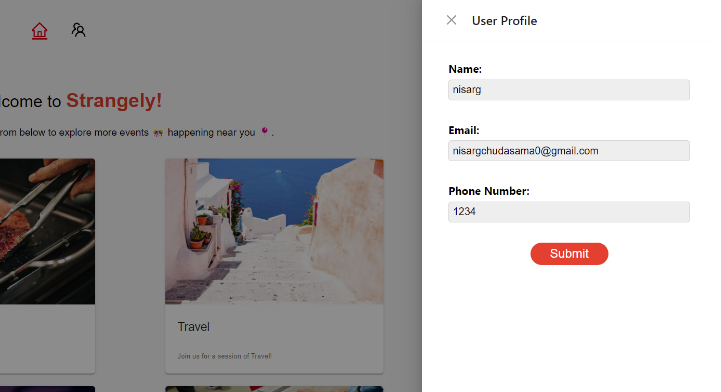 lcome to Strangely!
from below to explore more events 🎊 happening near you 🎈 .
Travel
Join us for a session of Travel!
User Profile
Name:
nisarg
Email:
nisargchudasama0@gmail.com
Phone Number:
1234
Submit